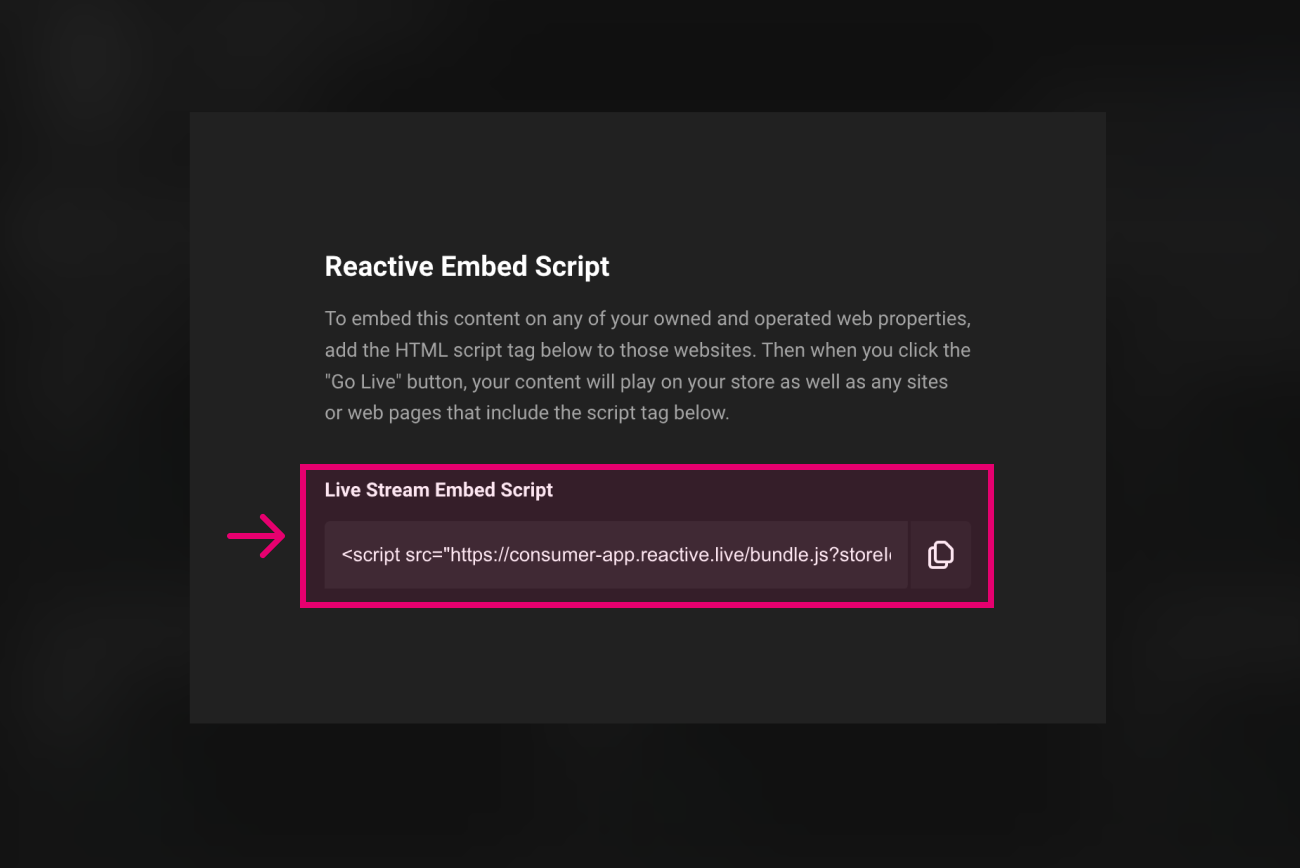 Reactive Embed Script
To embed this content on any of your owned and operated web properties,
add the HTML script tag below to those websites. Then when you click the
"Go Live" button, your content will play on your store as well as any sites
or web pages that include the script tag below.
Live Stream Embed Script
<script src="https://consumer-app.reactive.live/bundle.js?storeI